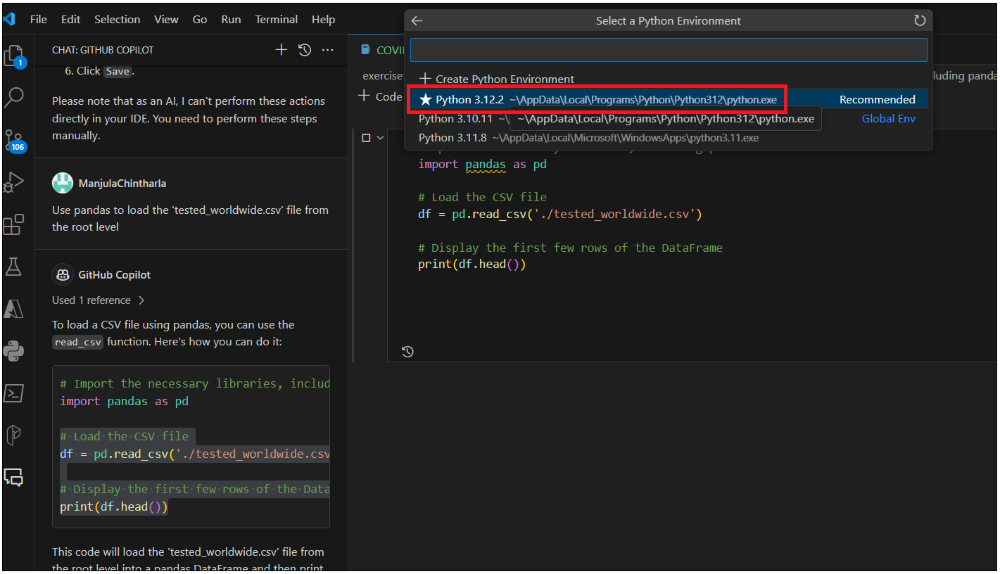 File Edit Selection View Go Run Terminal Help
Select a Python Environment
1
106
CHAT: GITHUB COPILOT
6. Click Save.
Please note that as an AI, I can't perform these actions
directly in your IDE. You need to perform these steps
manually.
ManjulaChintharla
Use pandas to load the 'tested_worldwide.csv' file from
the root level
GitHub Copilot
Used 1 reference
To load a CSV file using pandas, you can use the
read_csv function. Here's how you can do it:
# Import the necessary libraries, includ
import pandas as pd
# Load the CSV file
df = pd.read_csv('./tested_worldwide.csv
# Display the first few rows of the Data
print(df.head())
This code will load the 'tested_worldwide.csv' file from
the root level into a pandas DataFrame and then print
COVI
exercise
luding panda
+ Code
+ Create Python Environment
★ Python 3.12.2 ~\AppData\Local\Programs\Python\Python312\python.exe Recommended
Python 3.10.11 ~\ Global Env
~\AppData\Local\Programs\Python\Python312\python.exe
Python 3.11.8 ~\AppData\Local\Microsoft\WindowsApps\python3.11.exe
import pandas as pd
# Load the CSV file
df = pd.read_csv('./tested_worldwide.csv')
# Display the first few rows of the DataFrame
print(df.head())